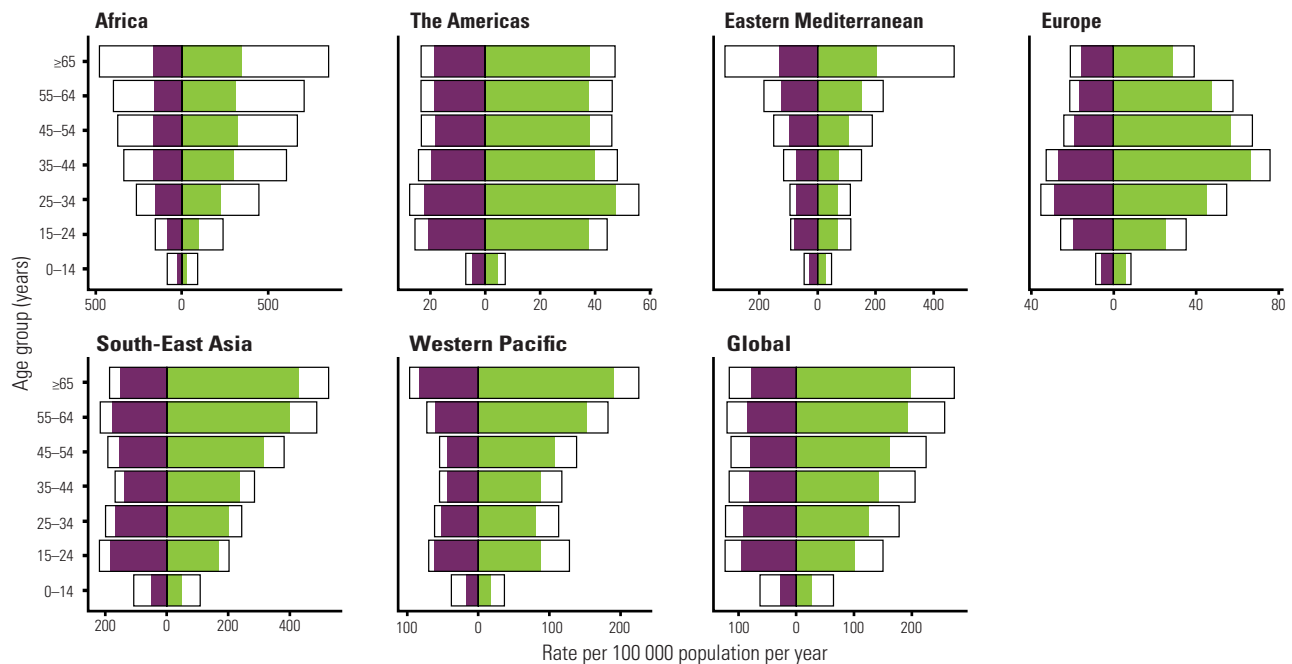 Africa
The Americas
Eastern Mediterranean
Europe
≥65
55–64
45–54
35–44
25–34
15–24
0–14
500 0 500
20 0 20 40 60
200 0 200 400
40 0 40 80
Age group (years)
South-East Asia
Western Pacific
Global
≥65
55–64
45–54
35–44
25–34
15–24
0–14
200 0 200 400
100 0 100 200
100 0 100 200
Rate per 100 000 population per year